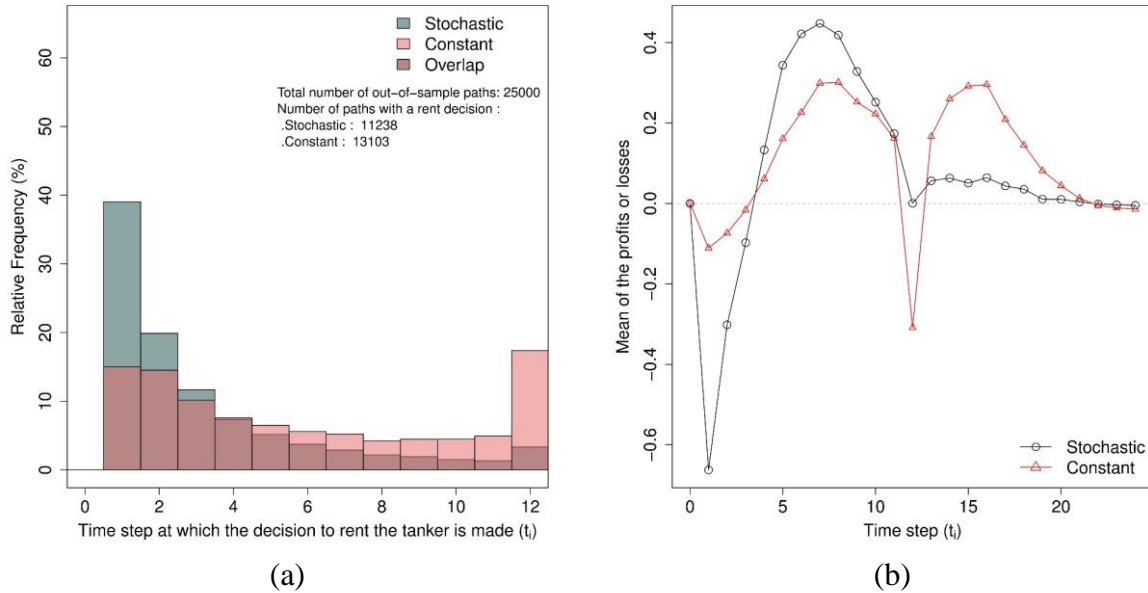 Stochastic
Constant
Overlap
Total number of out-of-sample paths: 25000
Number of paths with a rent decision :
.Stochastic : 11238
.Constant : 13103
Relative Frequency (%)
60
50
40
30
20
10
0
0 2 4 6 8 10 12
Time step at which the decision to rent the tanker is made (ti)
(a)
Mean of the profits or losses
0.4
0.2
0.0
−0.2
−0.4
−0.6
Stochastic
Constant
0 5 10 15 20
Time step (ti)
(b)